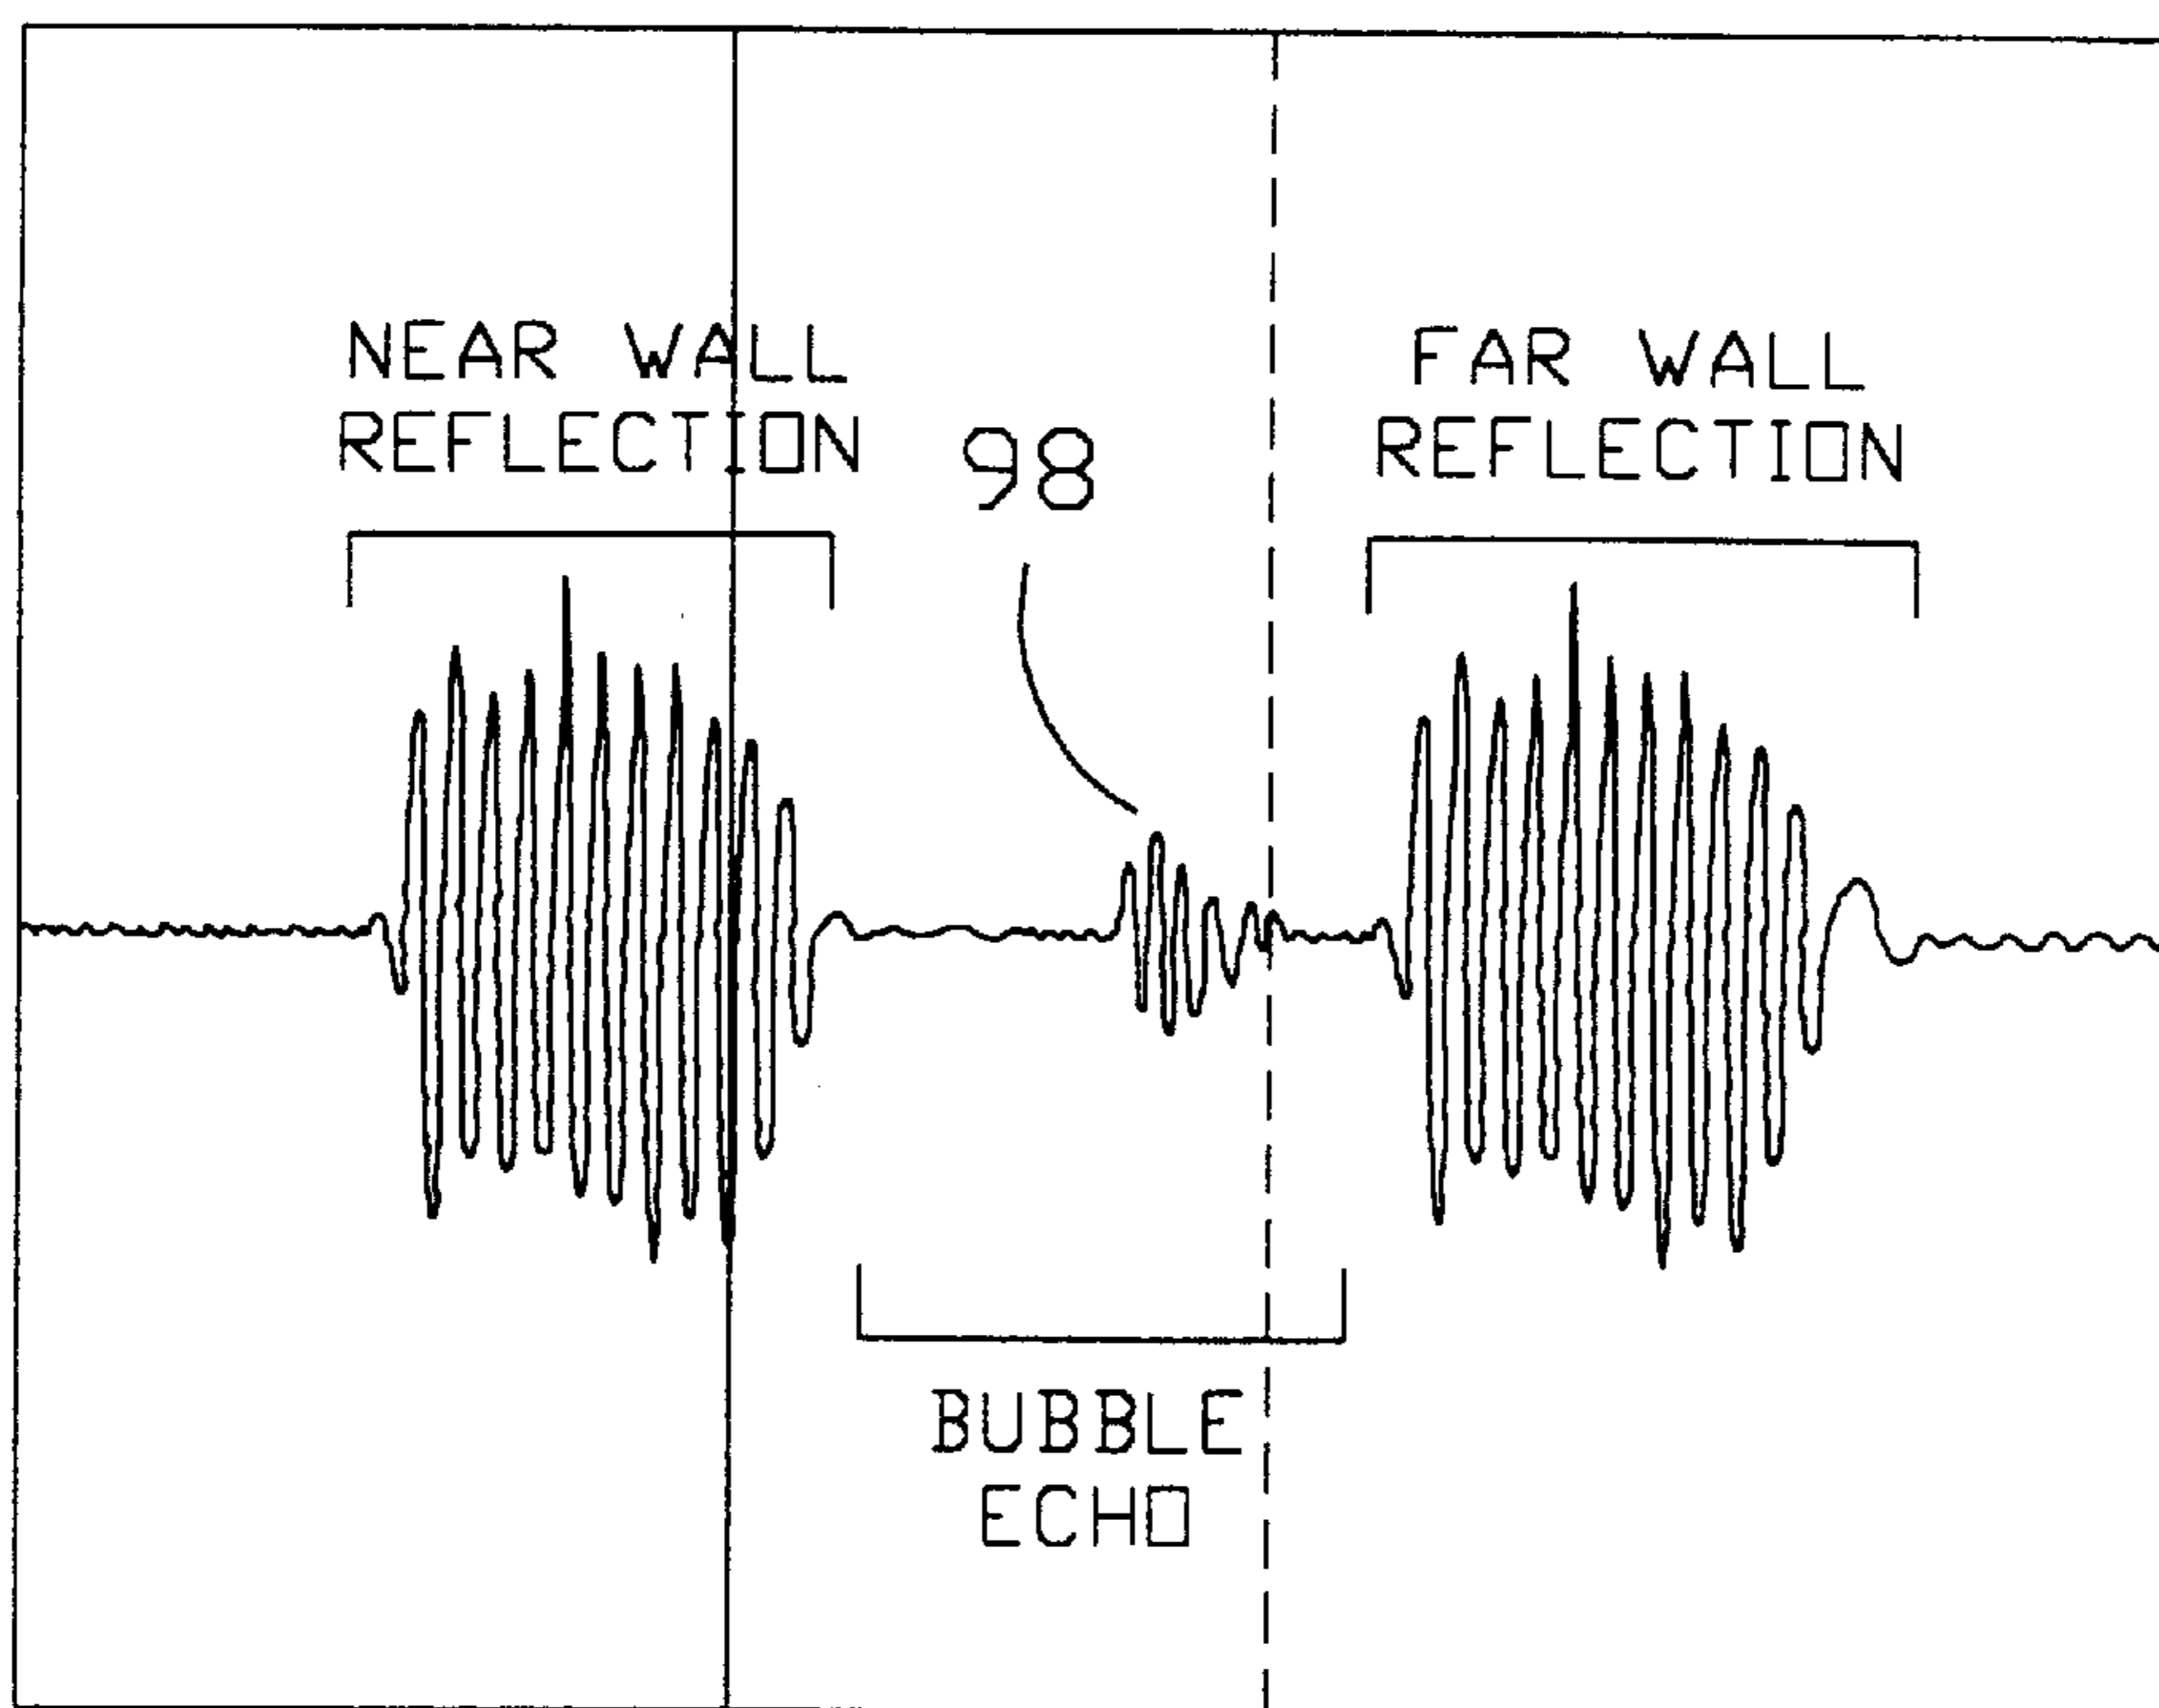 NEAR WALL
REFLECTION
98
FAR WALL
REFLECTION
BUBBLE
ECHO